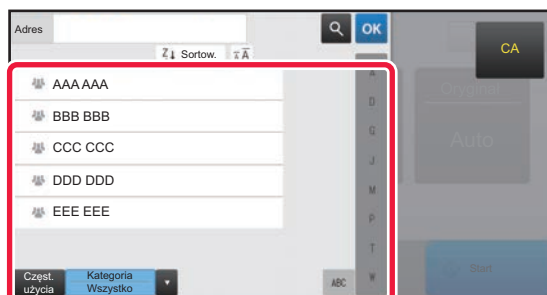 Adres
OK
CA
Z↓ Sortow.
AAA AAA
BBB BBB
CCC CCC
DDD DDD
EEE EEE
A
D
G
J
M
P
T
W
Oryginał
Auto
Częst.
użycia
Kategoria
Wszystko
ABC
Start